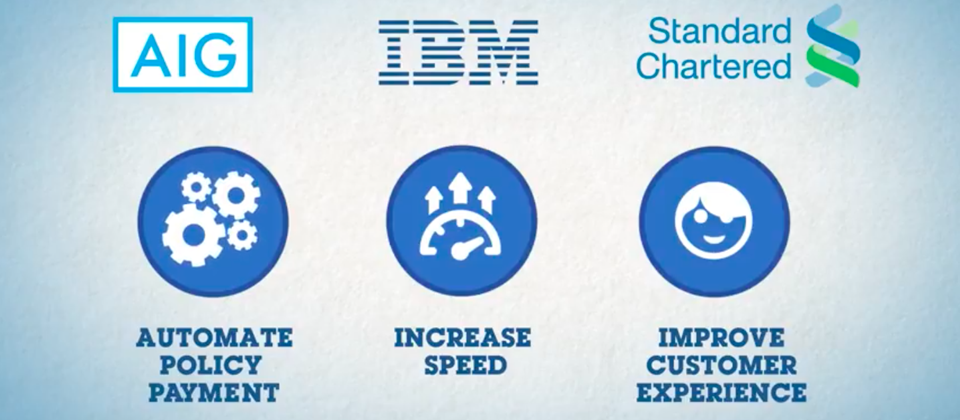 AIG
IBM
Standard
Chartered
AUTOMATE
POLICY
PAYMENT
INCREASE
SPEED
IMPROVE
CUSTOMER
EXPERIENCE